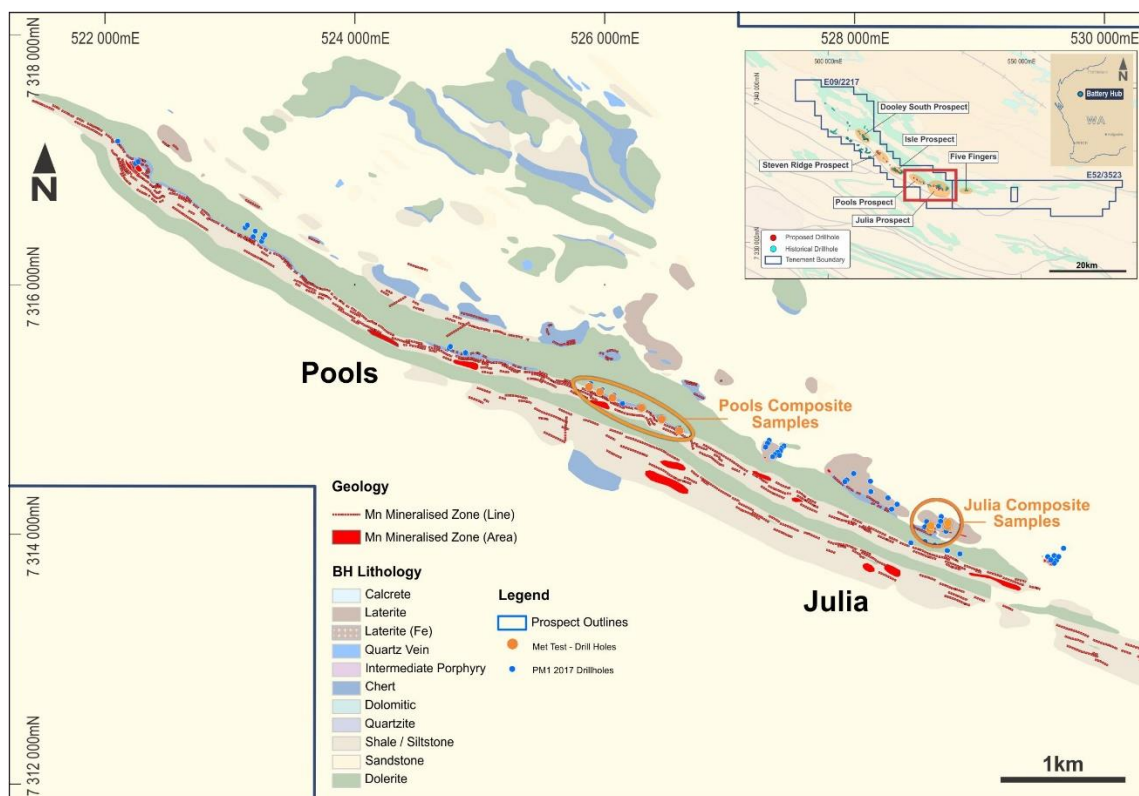 522 000mE
524 000mE
526 000mE
528 000mE
530 000mE
7 318 000mN
7 316 000mN
7 314 000mN
7 312 000mN
N
Pools
Julia
Pools Composite
Samples
Julia Composite
Samples
Geology
Mn Mineralised Zone (Line)
Mn Mineralised Zone (Area)
BH Lithology
Calcrete
Laterite
Laterite (Fe)
Quartz Vein
Intermediate Porphyry
Chert
Dolomitic
Quartzite
Shale / Siltstone
Sandstone
Dolerite
Legend
Prospect Outlines
Met Test - Drill Holes
PM1 2017 Drillholes
1km
E09/2217
Dooley South Prospect
Isle Prospect
Steven Ridge Prospect
Five Fingers
E52/3523
Pools Prospect
Julia Prospect
Proposed Drillhole
Historical Drillhole
Tenement Boundary
20km
N
Battery Hub
WA